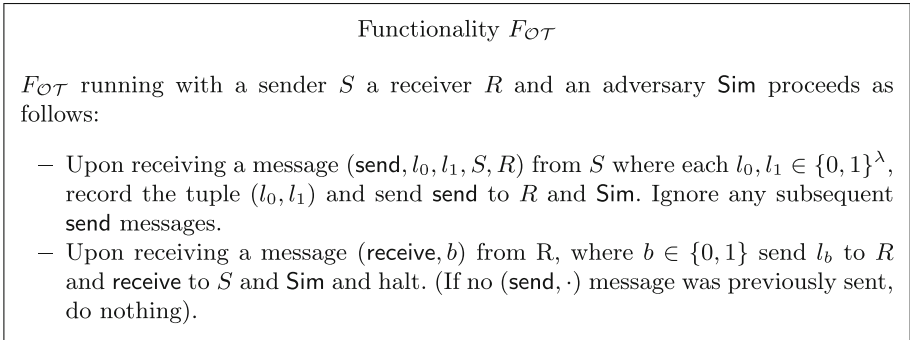 Functionality F_{𝒪𝒯}
F_{𝒪𝒯} running with a sender S a receiver R and an adversary Sim proceeds as
follows:
– Upon receiving a message (send, l_0, l_1, S, R) from S where each l_0, l_1 ∈ {0, 1}^λ,
record the tuple (l_0, l_1) and send send to R and Sim. Ignore any subsequent
send messages.
– Upon receiving a message (receive, b) from R, where b ∈ {0, 1} send l_b to R
and receive to S and Sim and halt. (If no (send, ·) message was previously sent,
do nothing).